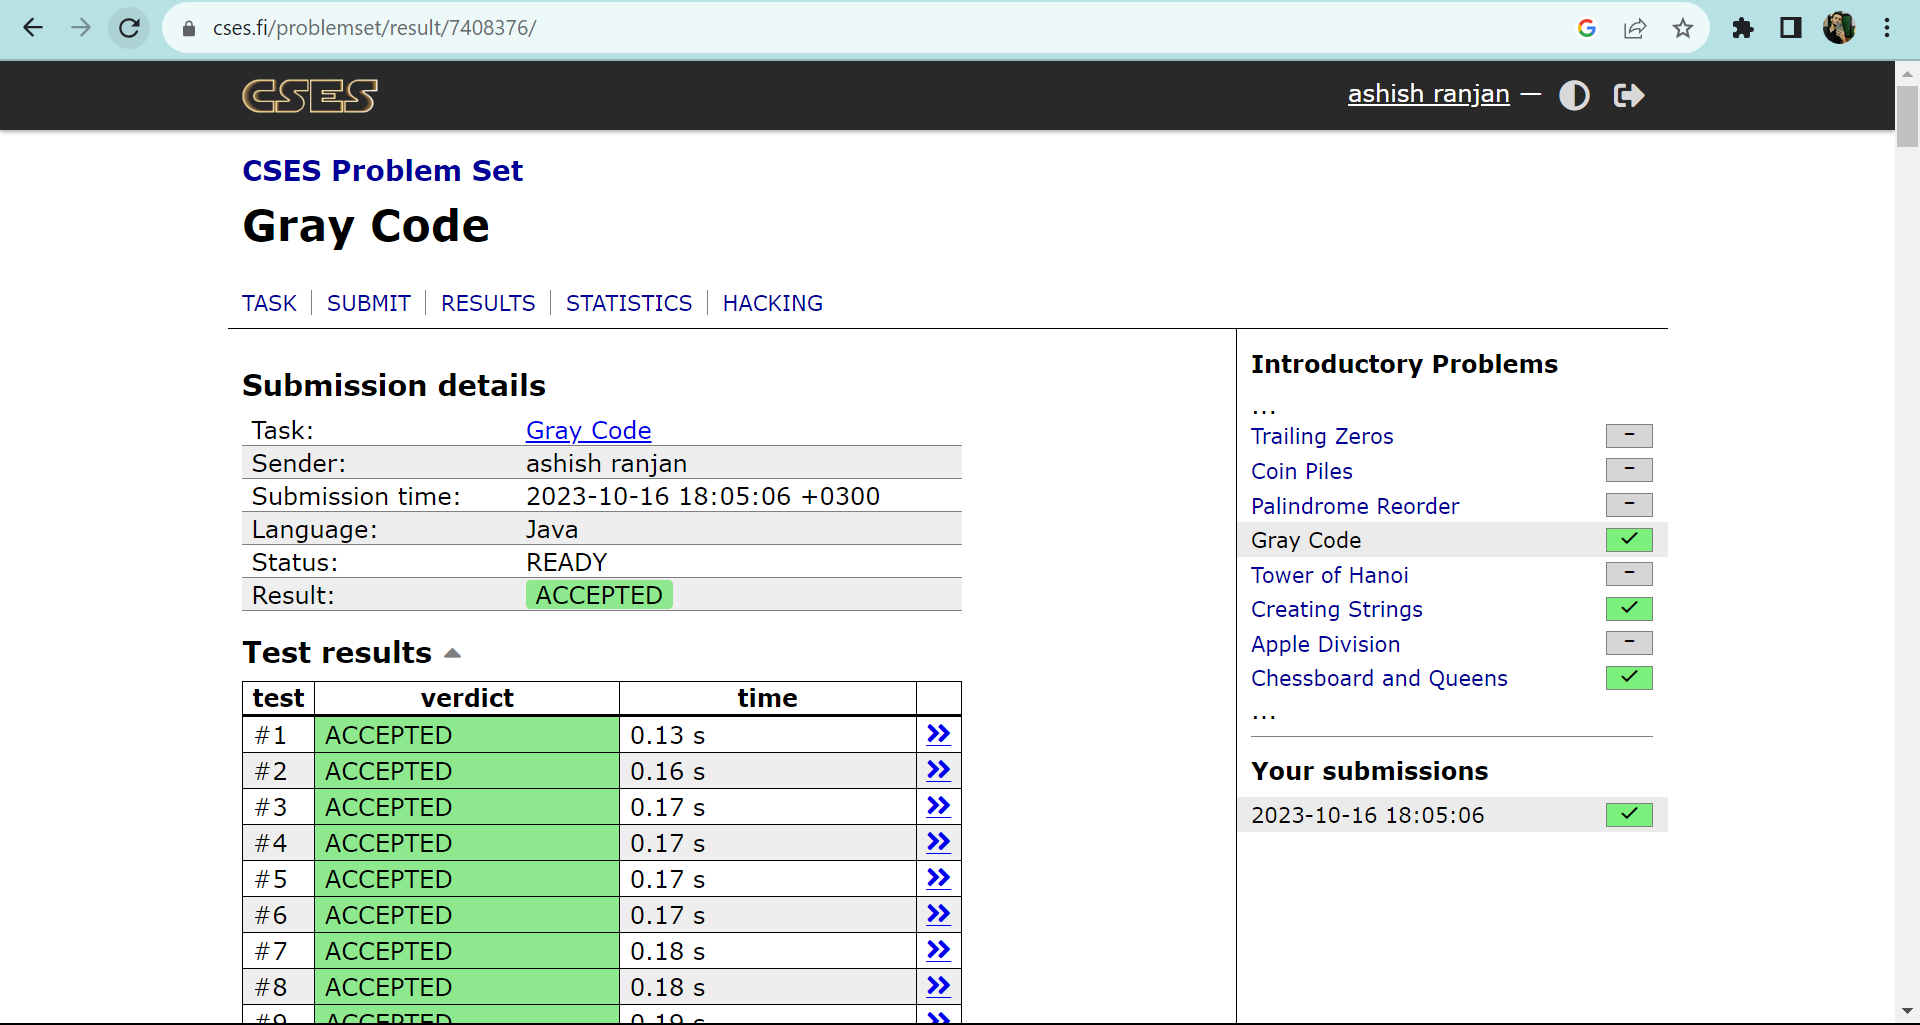 cses.fi/problemset/result/7408376/
CSES
ashish ranjan —
CSES Problem Set
Gray Code
TASK | SUBMIT | RESULTS | STATISTICS | HACKING
Submission details
Task: Gray Code
Sender: ashish ranjan
Submission time: 2023-10-16 18:05:06 +0300
Language: Java
Status: READY
Result: ACCEPTED
Test results
test verdict time
#1 ACCEPTED 0.13 s
#2 ACCEPTED 0.16 s
#3 ACCEPTED 0.17 s
#4 ACCEPTED 0.17 s
#5 ACCEPTED 0.17 s
#6 ACCEPTED 0.17 s
#7 ACCEPTED 0.18 s
#8 ACCEPTED 0.18 s
#9 ACCEPTED 0.19 s
Introductory Problems
...
Trailing Zeros –
Coin Piles –
Palindrome Reorder –
Gray Code ✓
Tower of Hanoi –
Creating Strings ✓
Apple Division –
Chessboard and Queens ✓
...
Your submissions
2023-10-16 18:05:06 ✓